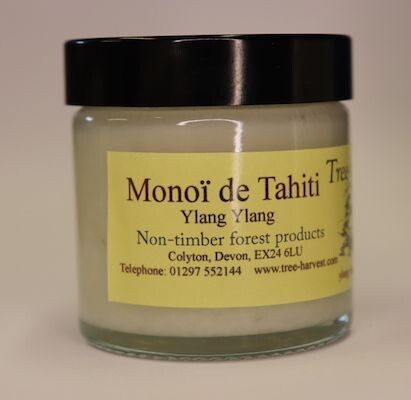 Monoï de Tahiti
Tree
Ylang Ylang
Non-timber forest products
Colyton, Devon, EX24 6LU
Telephone: 01297 552144 www.tree-harvest.com
ylang